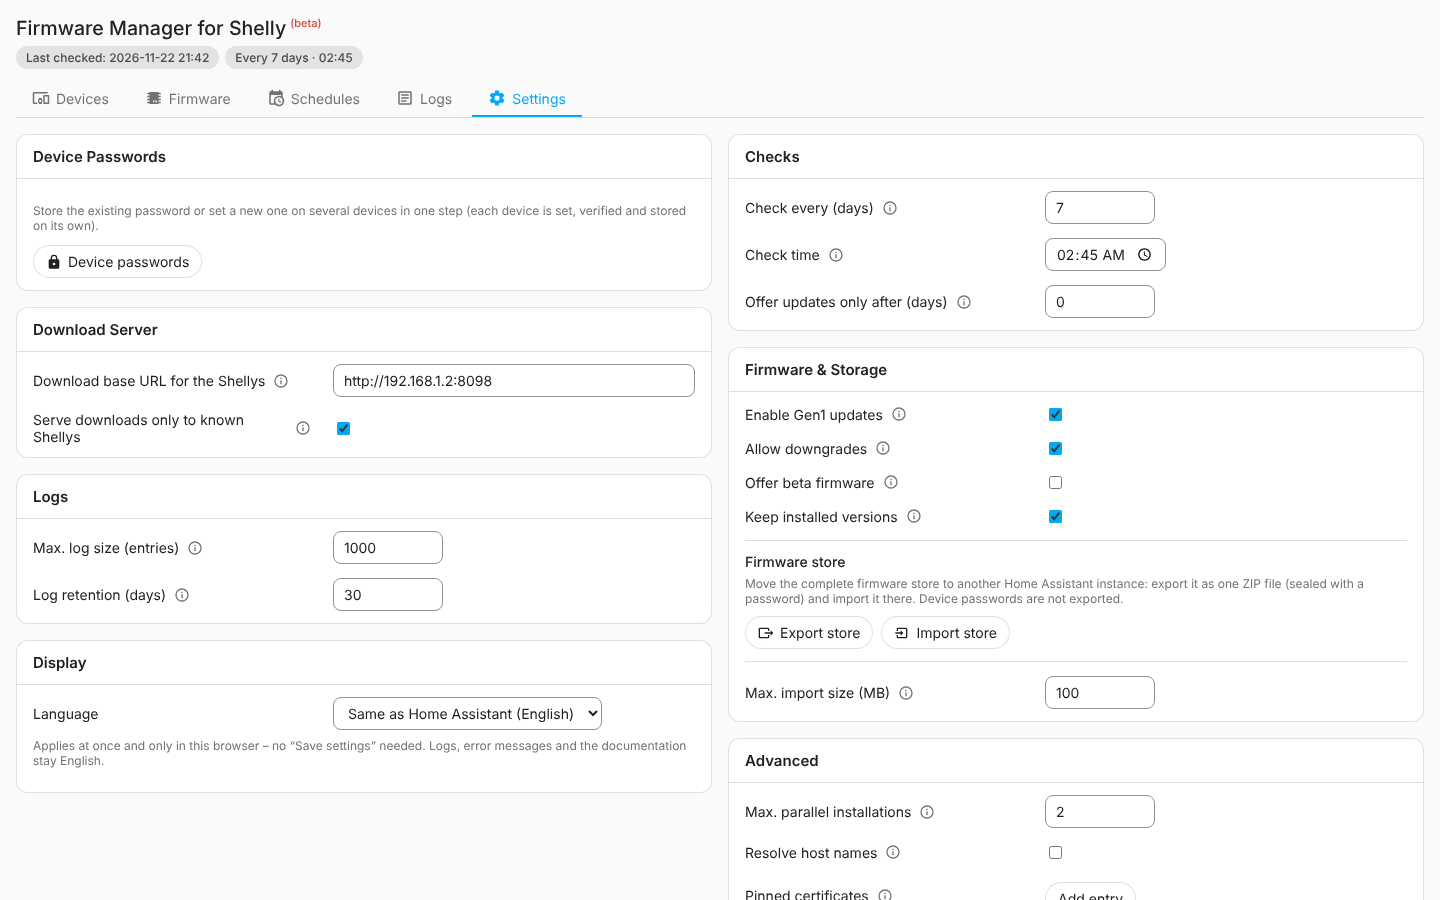 Firmware Manager for Shelly (beta)
Last checked: 2026-11-22 21:42
Every 7 days · 02:45
Devices
Firmware
Schedules
Logs
Settings
Device Passwords
Store the existing password or set a new one on several devices in one step (each device is set, verified and stored
on its own).
Device passwords
Download Server
Download base URL for the Shellys
http://192.168.1.2:8098
Serve downloads only to known
Shellys
Logs
Max. log size (entries)
1000
Log retention (days)
30
Display
Language
Same as Home Assistant (English)
Applies at once and only in this browser – no “Save settings” needed. Logs, error messages and the documentation
stay English.
Checks
Check every (days)
7
Check time
02:45 AM
Offer updates only after (days)
0
Firmware & Storage
Enable Gen1 updates
Allow downgrades
Offer beta firmware
Keep installed versions
Firmware store
Move the complete firmware store to another Home Assistant instance: export it as one ZIP file (sealed with a
password) and import it there. Device passwords are not exported.
Export store
Import store
Max. import size (MB)
100
Advanced
Max. parallel installations
2
Resolve host names
Pinned certificates
Add entry